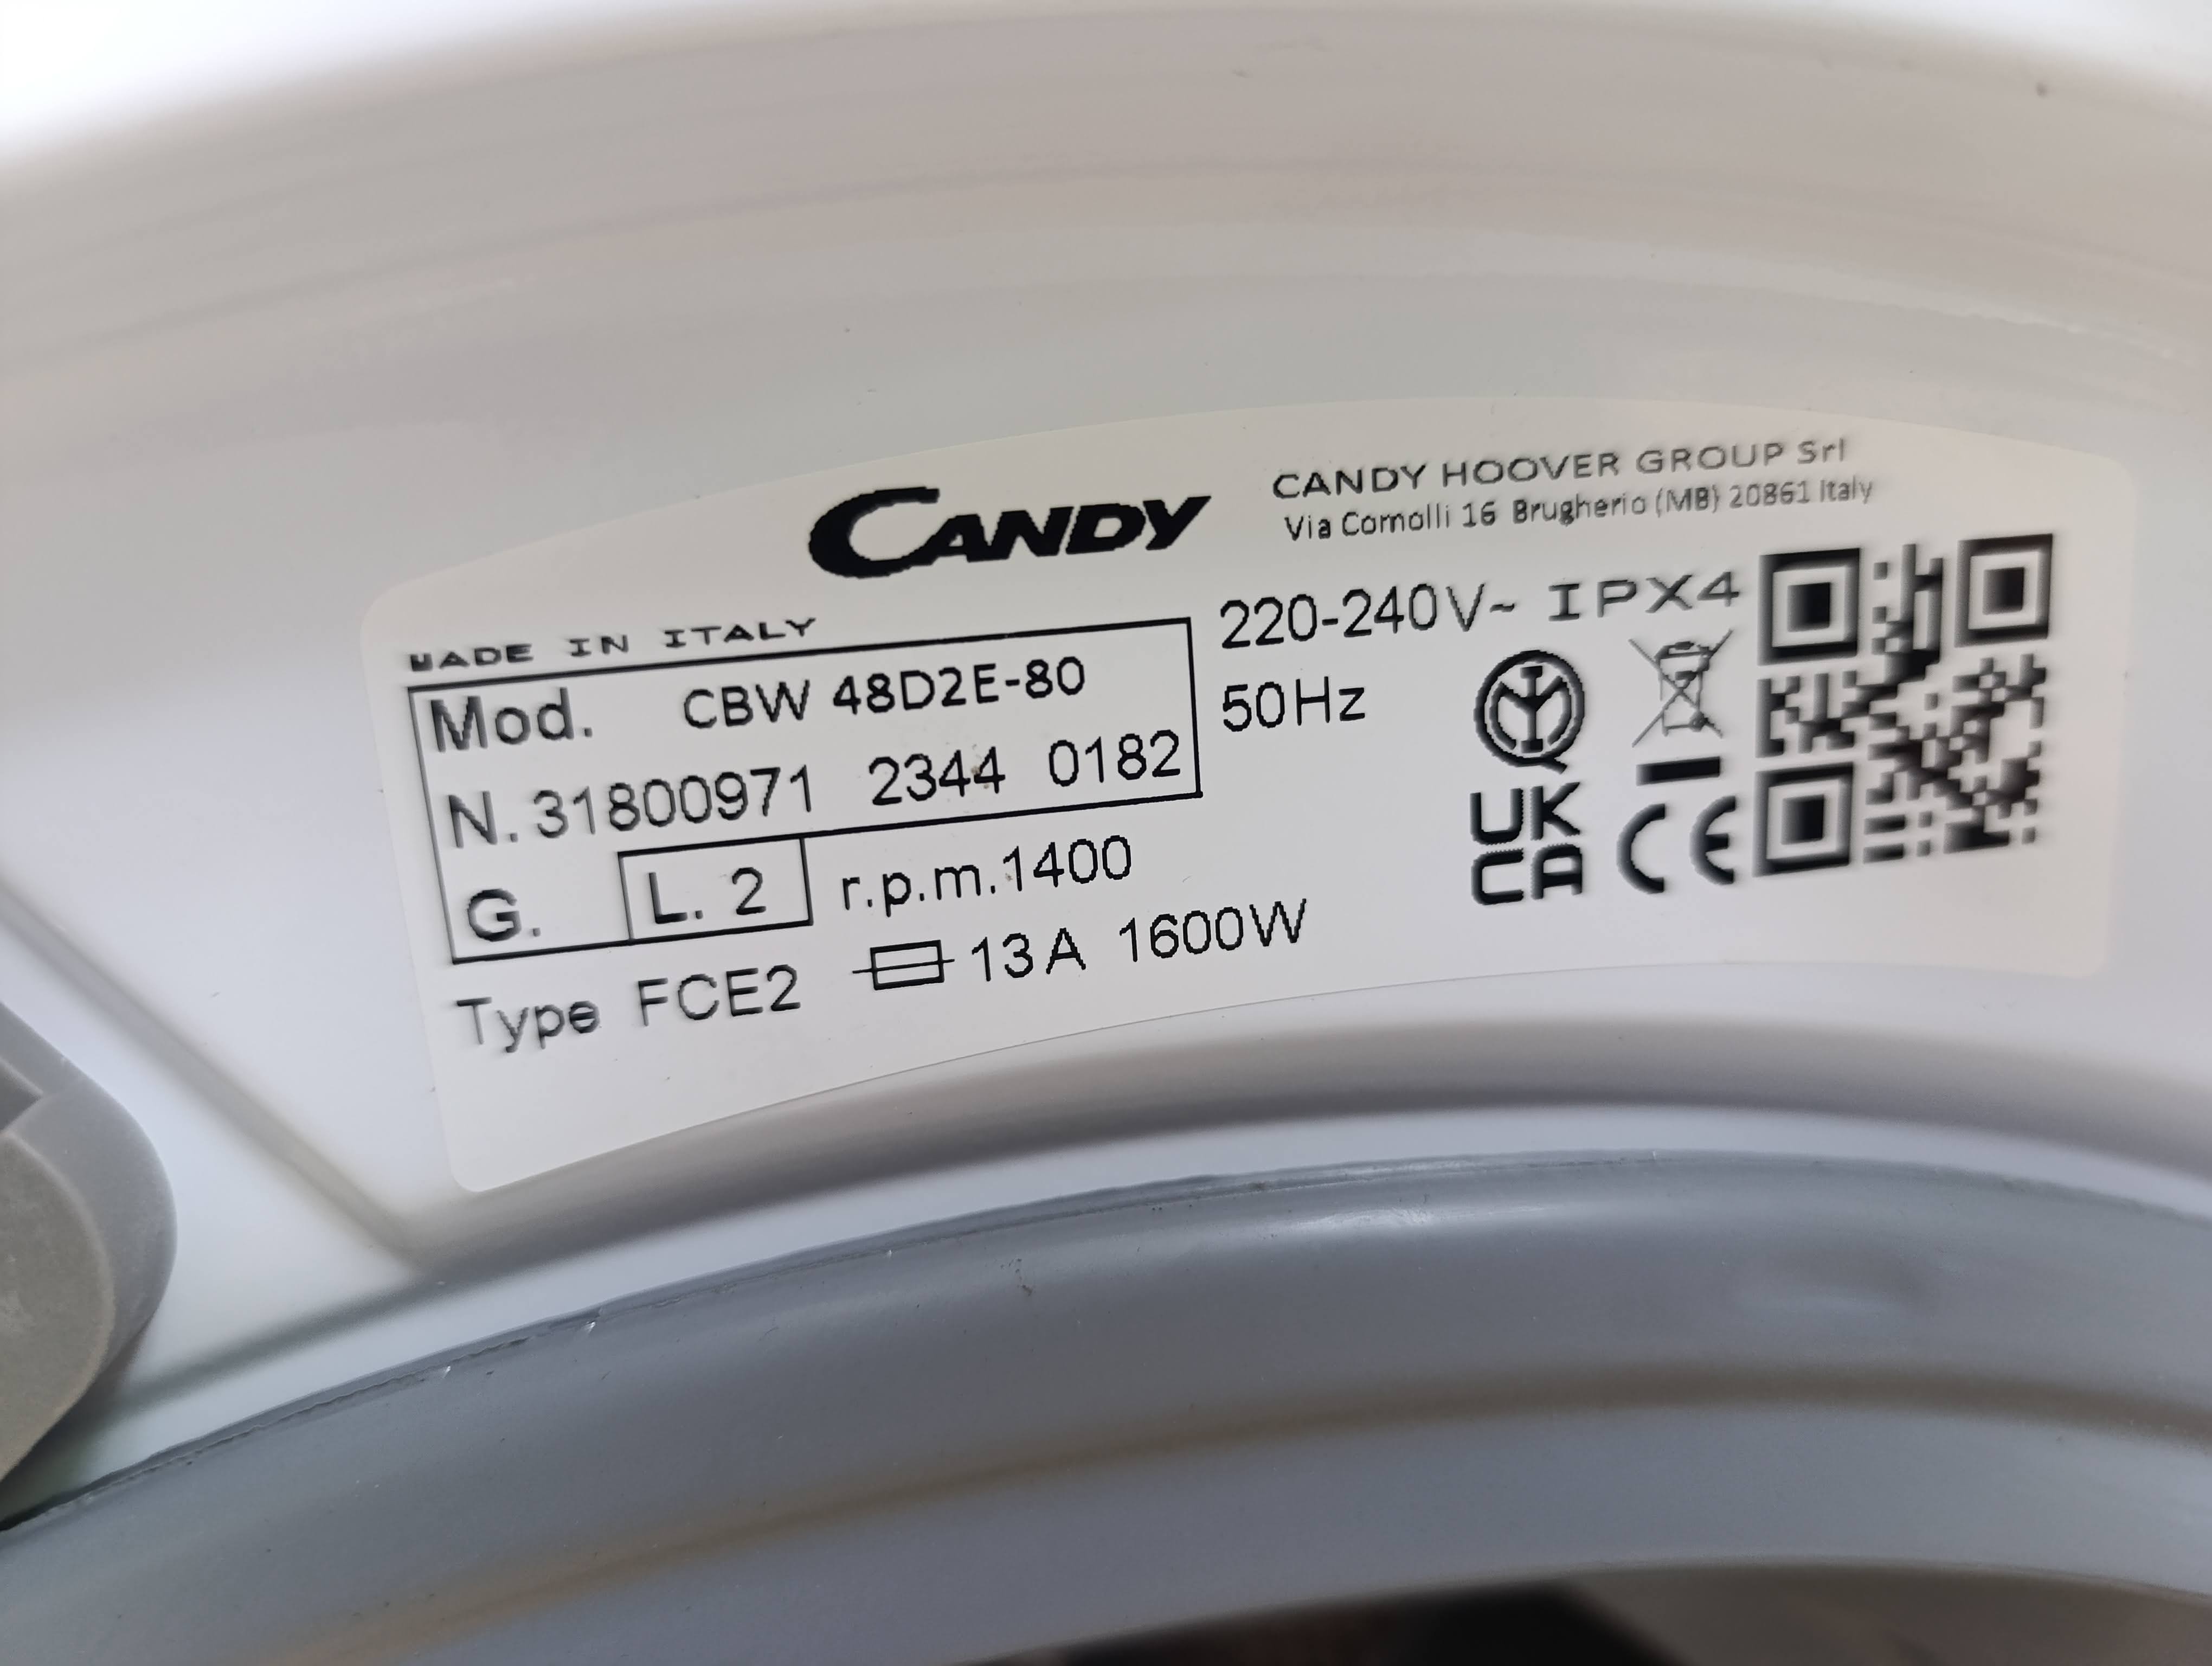 CANDY
CANDY HOOVER GROUP Srl
Via Comolli 16 Brugherio (MB) 20861 Italy
MADE IN ITALY
220-240V~ IPX4
Mod. CBW 48D2E-80
50Hz
N. 31800971 2344 0182
G. L. 2 r.p.m.1400
Type FCE2 13A 1600W
UK
CA
CE